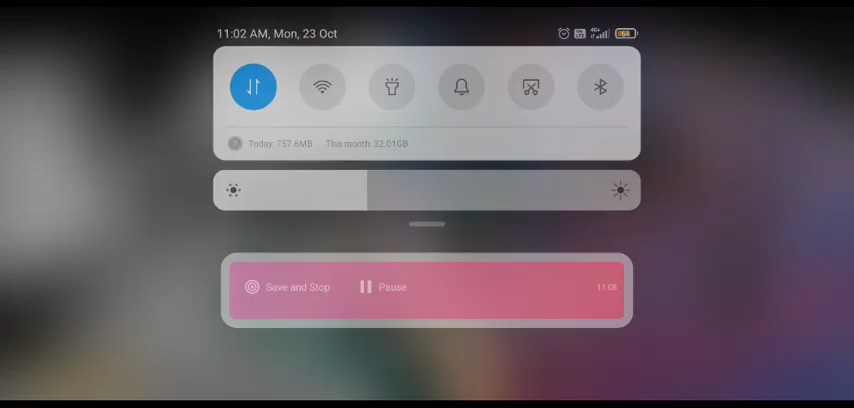 11:02 AM, Mon, 23 Oct
Today: 757.6MB This month: 32.01GB
Save and Stop Pause 11:08